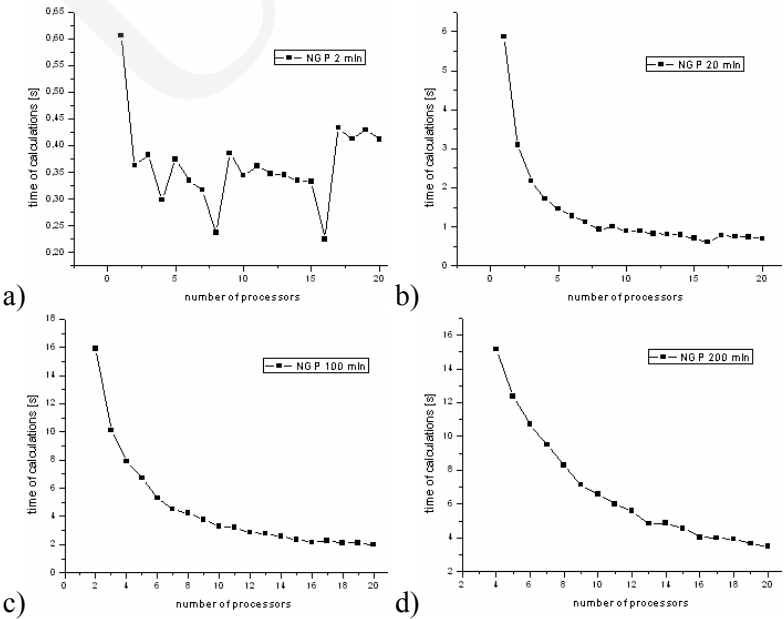 0,65
0,60
0,55
0,50
0,45
0,40
0,35
0,30
0,25
0,20
time of calculations [s]
NGP 2 mln
0 5 10 15 20
number of processors
a)
6
5
4
3
2
1
0
time of calculations [s]
NGP 20 mln
0 5 10 15 20
number of processors
b)
18
16
14
12
10
8
6
4
2
0
time of calculations [s]
NGP 100 mln
0 2 4 6 8 10 12 14 16 18 20
number of processors
c)
16
14
12
10
8
6
4
2
time of calculations [s]
NGP 200 mln
2 4 6 8 10 12 14 16 18 20
number of processors
d)